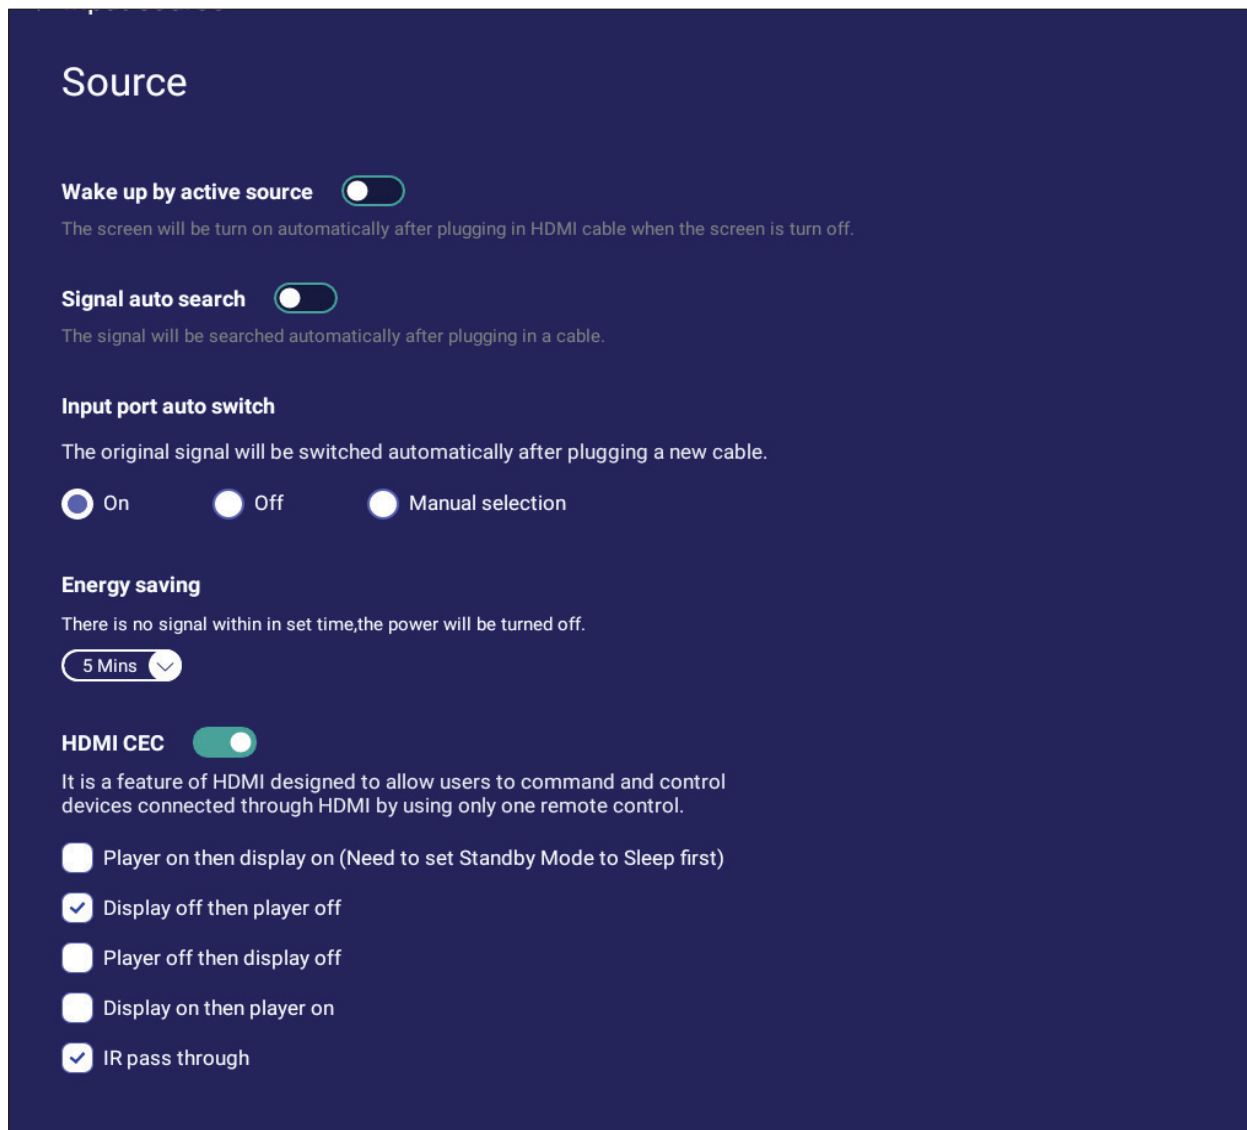 Source
Wake up by active source
The screen will be turn on automatically after plugging in HDMI cable when the screen is turn off.
Signal auto search
The signal will be searched automatically after plugging in a cable.
Input port auto switch
The original signal will be switched automatically after plugging a new cable.
On Off Manual selection
Energy saving
There is no signal within in set time,the power will be turned off.
5 Mins
HDMI CEC
It is a feature of HDMI designed to allow users to command and control
devices connected through HDMI by using only one remote control.
Player on then display on (Need to set Standby Mode to Sleep first)
Display off then player off
Player off then display off
Display on then player on
IR pass through